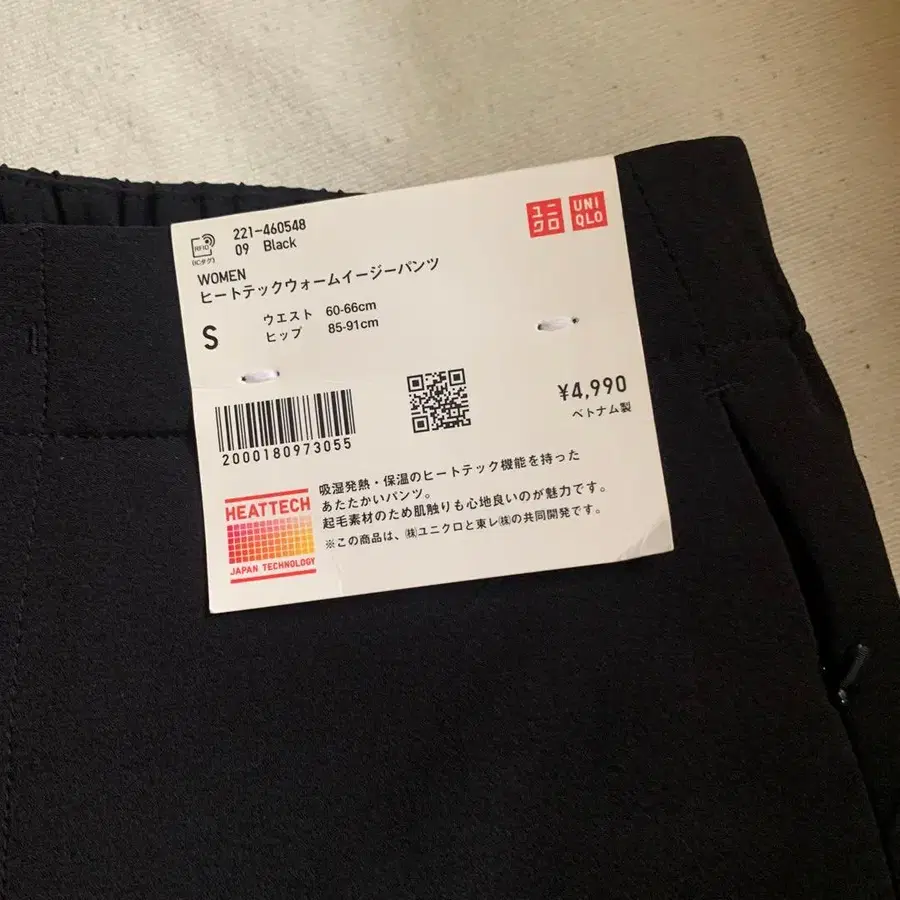 ユニクロ
UNIQLO
RFID
(ICタグ)
221-460548
09 Black
WOMEN
ヒートテックウォームイージーパンツ
S
ウエスト 60-66cm
ヒップ 85-91cm
2000180973055
¥4,990
ベトナム製
HEATTECH
JAPAN TECHNOLOGY
吸湿発熱・保温のヒートテック機能を持った
あたたかいパンツ。
起毛素材のため肌触りも心地良いのが魅力です。
※この商品は、㈱ユニクロと東レ㈱の共同開発です。